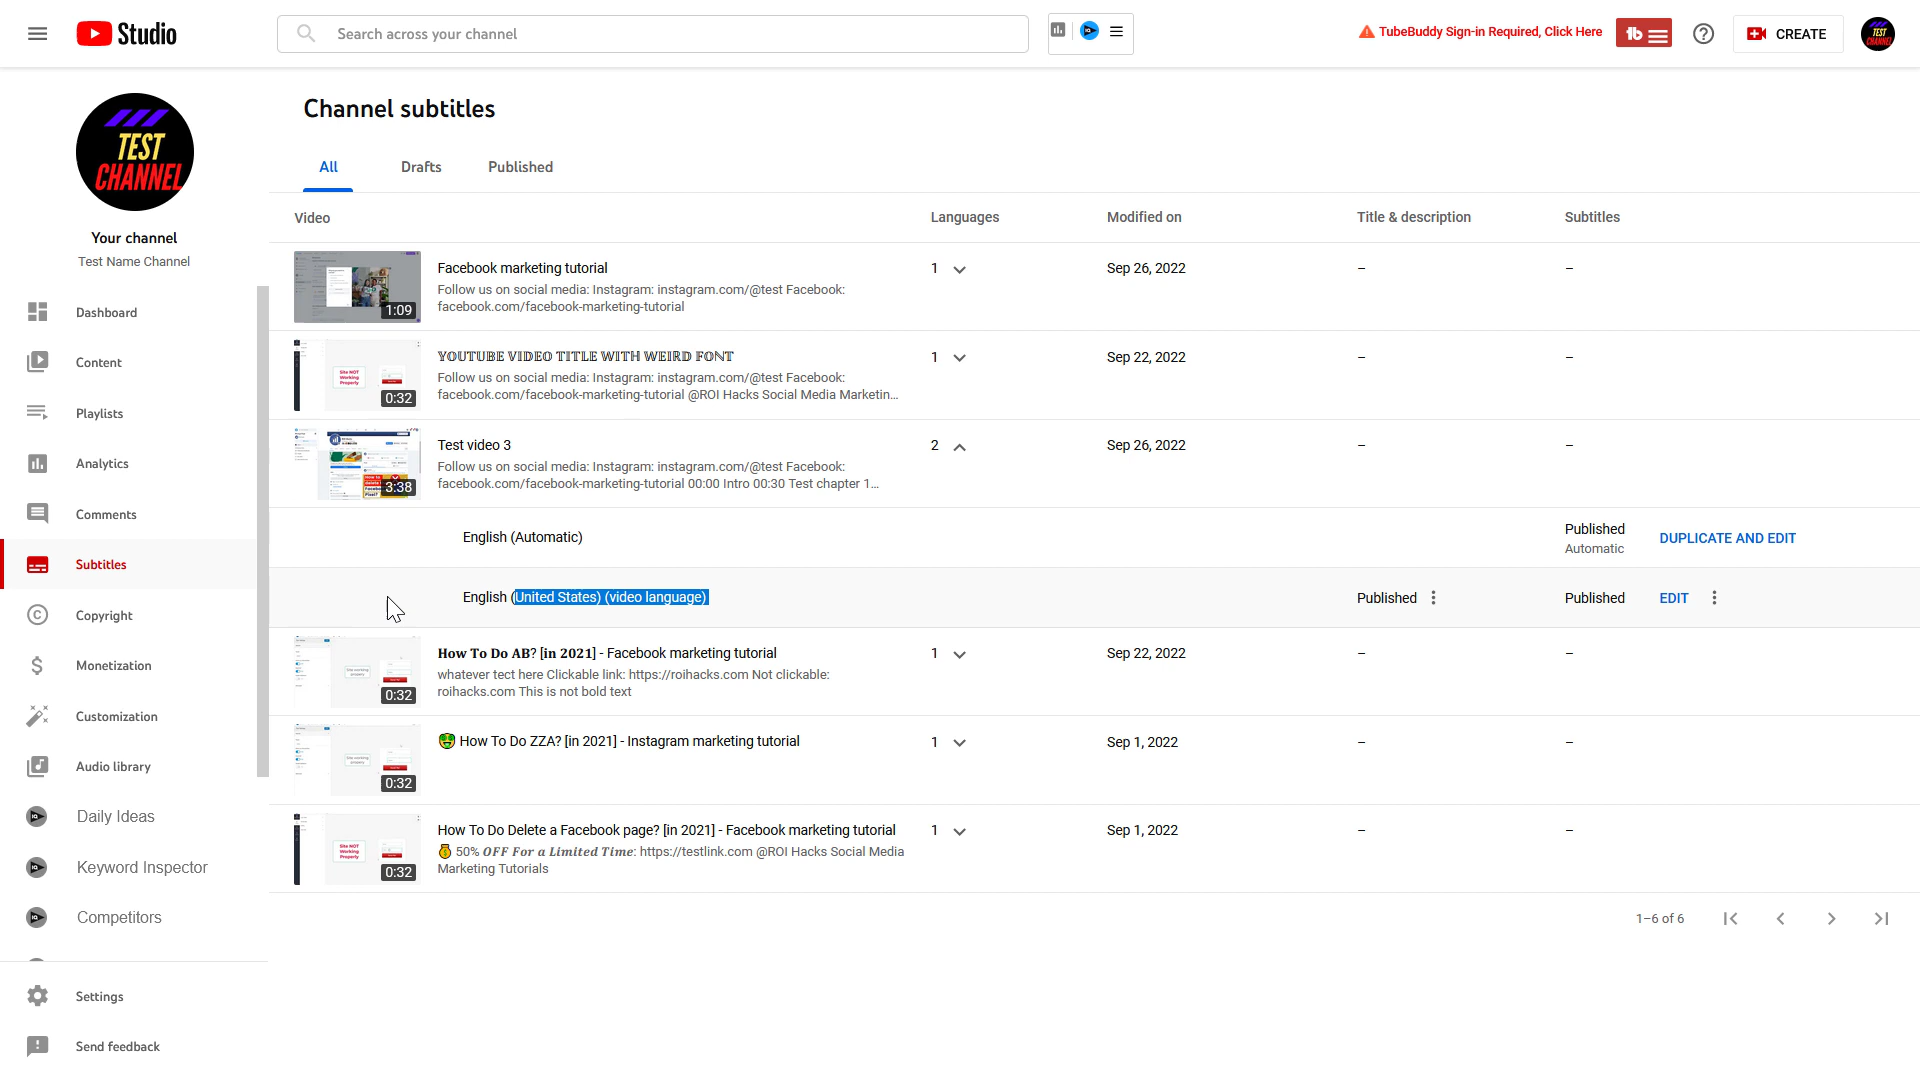 Studio
Search across your channel
TubeBuddy Sign-in Required, Click Here
tb
CREATE
TEST CHANNEL
TEST
CHANNEL
Your channel
Test Name Channel
Dashboard
Content
Playlists
Analytics
Comments
Subtitles
Copyright
Monetization
Customization
Audio library
Daily Ideas
Keyword Inspector
Competitors
Settings
Send feedback
Channel subtitles
All Drafts Published
Video Languages Modified on Title & description Subtitles
Facebook marketing tutorial 1 Sep 26, 2022 – –
Follow us on social media: Instagram: instagram.com/@test Facebook:
facebook.com/facebook-marketing-tutorial
1:09
𝕐𝕆𝕌𝕋𝕌𝔹𝔼 𝕍𝕀𝔻𝔼𝕆 𝕋𝕀𝕋𝕃𝔼 𝕎𝕀𝕋ℍ 𝕎𝔼𝕀ℝ𝔻 𝔽𝕆ℕ𝕋 1 Sep 22, 2022 – –
Follow us on social media: Instagram: instagram.com/@test Facebook:
facebook.com/facebook-marketing-tutorial @ROI Hacks Social Media Marketin...
Site NOT
Working
Properly
0:32
Test video 3 2 Sep 26, 2022 – –
Follow us on social media: Instagram: instagram.com/@test Facebook:
facebook.com/facebook-marketing-tutorial 00:00 Intro 00:30 Test chapter 1...
3:38
English (Automatic) Published DUPLICATE AND EDIT
Automatic
English (United States) (video language) Published Published EDIT
𝐇𝐨𝐰 𝐓𝐨 𝐃𝐨 𝐀𝐁? [𝐢𝐧 𝟐𝟎𝟐𝟏] - Facebook marketing tutorial 1 Sep 22, 2022 – –
whatever tect here Clickable link: https://roihacks.com Not clickable:
roihacks.com This is not bold text
0:32
🤑 How To Do ZZA? [in 2021] - Instagram marketing tutorial 1 Sep 1, 2022 – –
0:32
How To Do Delete a Facebook page? [in 2021] - Facebook marketing tutorial 1 Sep 1, 2022 – –
💰 50% 𝑶𝑭𝑭 𝑭𝒐𝒓 𝒂 𝑳𝒊𝒎𝒊𝒕𝒆𝒅 𝑻𝒊𝒎𝒆: https://testlink.com @ROI Hacks Social Media
Marketing Tutorials
Site NOT
Working
Properly
0:32
1–6 of 6